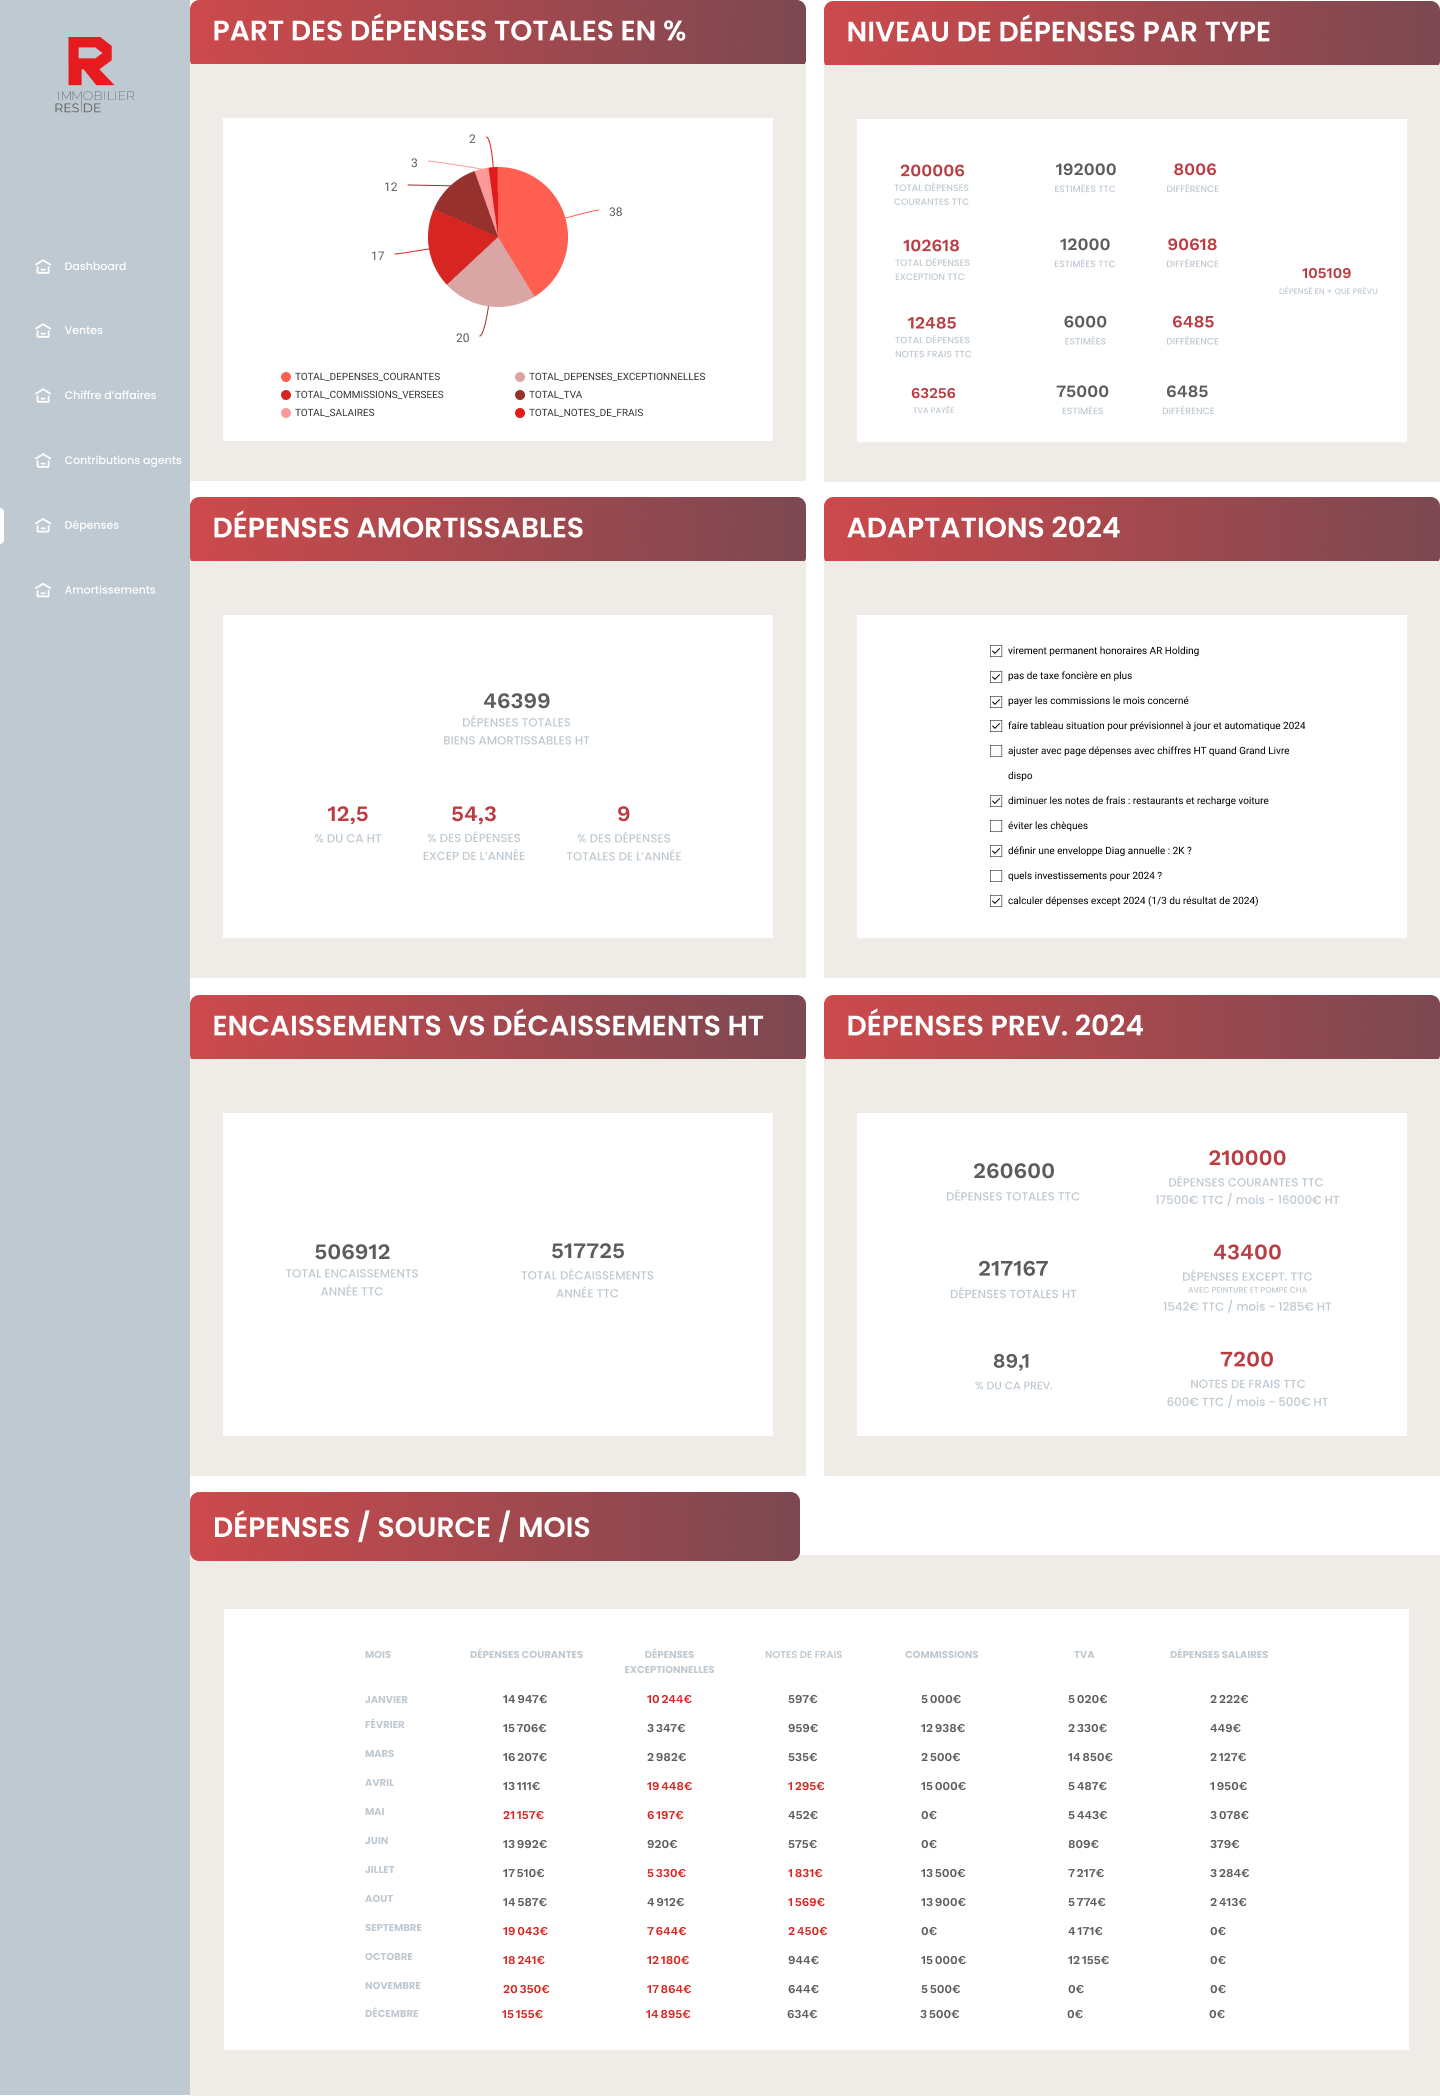 IMMOBILIER
RESIDE
Dashboard
Ventes
Chiffre d'affaires
Contributions agents
Dépenses
Amortissements
PART DES DÉPENSES TOTALES EN %
2
3
12
38
17
20
TOTAL_DEPENSES_COURANTES
TOTAL_DEPENSES_EXCEPTIONNELLES
TOTAL_COMMISSIONS_VERSEES
TOTAL_TVA
TOTAL_SALAIRES
TOTAL_NOTES_DE_FRAIS
NIVEAU DE DÉPENSES PAR TYPE
200006 192000 8006
TOTAL DÉPENSES ESTIMÉES TTC DIFFÉRENCE
COURANTES TTC
102618 12000 90618
TOTAL DÉPENSES ESTIMÉES TTC DIFFÉRENCE
EXCEPTION TTC
105109
DÉPENSÉ EN + QUE PRÉVU
12485 6000 6485
TOTAL DÉPENSES ESTIMÉES DIFFÉRENCE
NOTES FRAIS TTC
63256 75000 6485
TVA PAYÉE ESTIMÉES DIFFÉRENCE
DÉPENSES AMORTISSABLES
46399
DÉPENSES TOTALES
BIENS AMORTISSABLES HT
12,5 54,3 9
% DU CA HT % DES DÉPENSES % DES DÉPENSES
EXCEP DE L'ANNÉE TOTALES DE L'ANNÉE
ADAPTATIONS 2024
virement permanent honoraires AR Holding
pas de taxe foncière en plus
payer les commissions le mois concerné
faire tableau situation pour prévisionnel à jour et automatique 2024
ajuster avec page dépenses avec chiffres HT quand Grand Livre
dispo
diminuer les notes de frais : restaurants et recharge voiture
éviter les chèques
définir une enveloppe Diag annuelle : 2K ?
quels investissements pour 2024 ?
calculer dépenses except 2024 (1/3 du résultat de 2024)
ENCAISSEMENTS VS DÉCAISSEMENTS HT
506912 517725
TOTAL ENCAISSEMENTS TOTAL DÉCAISSEMENTS
ANNÉE TTC ANNÉE TTC
DÉPENSES PREV. 2024
260600
DÉPENSES TOTALES TTC
210000
DÉPENSES COURANTES TTC
17500€ TTC / mois - 16000€ HT
217167
DÉPENSES TOTALES HT
43400
DÉPENSES EXCEPT. TTC
AVEC PEINTURE ET POMPE CHA
1542€ TTC / mois - 1285€ HT
89,1
% DU CA PREV.
7200
NOTES DE FRAIS TTC
600€ TTC / mois - 500€ HT
DÉPENSES / SOURCE / MOIS
MOIS DÉPENSES COURANTES DÉPENSES NOTES DE FRAIS COMMISSIONS TVA DÉPENSES SALAIRES
EXCEPTIONNELLES
JANVIER 14 947€ 10 244€ 597€ 5 000€ 5 020€ 2 222€
FÉVRIER 15 706€ 3 347€ 959€ 12 938€ 2 330€ 449€
MARS 16 207€ 2 982€ 535€ 2 500€ 14 850€ 2 127€
AVRIL 13 111€ 19 448€ 1 295€ 15 000€ 5 487€ 1 950€
MAI 21 157€ 6 197€ 452€ 0€ 5 443€ 3 078€
JUIN 13 992€ 920€ 575€ 0€ 809€ 379€
JILLET 17 510€ 5 330€ 1 831€ 13 500€ 7 217€ 3 284€
AOUT 14 587€ 4 912€ 1 569€ 13 900€ 5 774€ 2 413€
SEPTEMBRE 19 043€ 7 644€ 2 450€ 0€ 4 171€ 0€
OCTOBRE 18 241€ 12 180€ 944€ 15 000€ 12 155€ 0€
NOVEMBRE 20 350€ 17 864€ 644€ 5 500€ 0€ 0€
DÉCEMBRE 15 155€ 14 895€ 634€ 3 500€ 0€ 0€